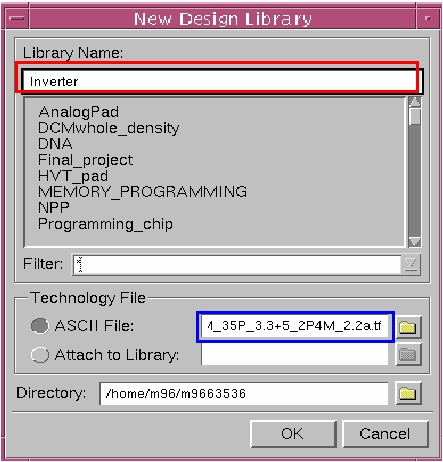 New Design Library
Library Name:
Inverter
AnalogPad
DCMwhole_density
DNA
Final_project
HVT_pad
MEMORY_PROGRAMMING
NPP
Programming_chip
Filter: *
Technology File
ASCII File: M_35P_3.3+5_2P4M_2.2a.tf
Attach to Library:
Directory: /home/m96/m9663536
OK Cancel